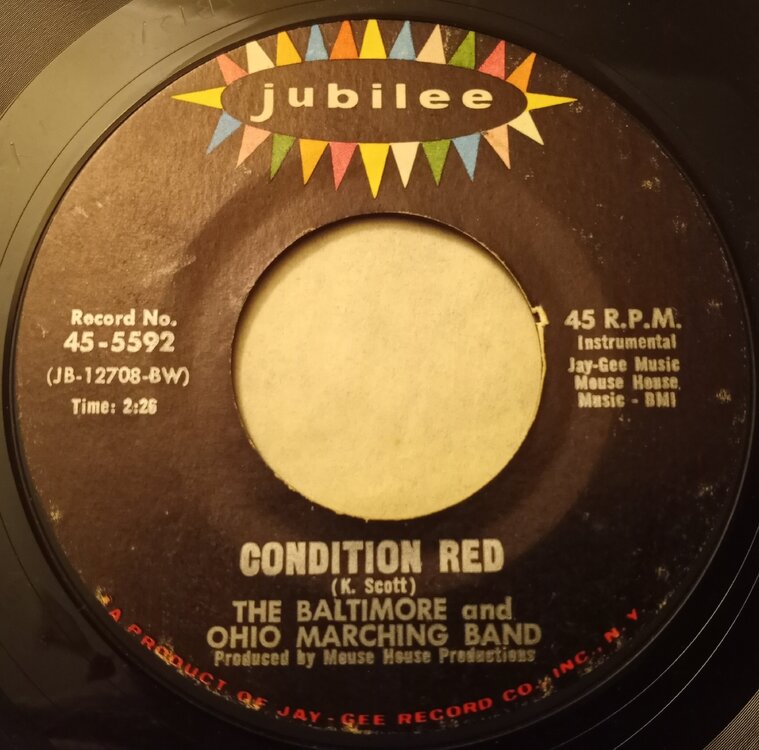 jubilee
Record No.
45-5592
(JB-12708-BW)
Time: 2:26
45 R.P.M.
Instrumental
Jay-Gee Music
Mouse House
Music - BMI
CONDITION RED
(K. Scott)
THE BALTIMORE and
OHIO MARCHING BAND
Produced by Mouse House Productions
A PRODUCT OF JAY-GEE RECORD CO., INC., N Y